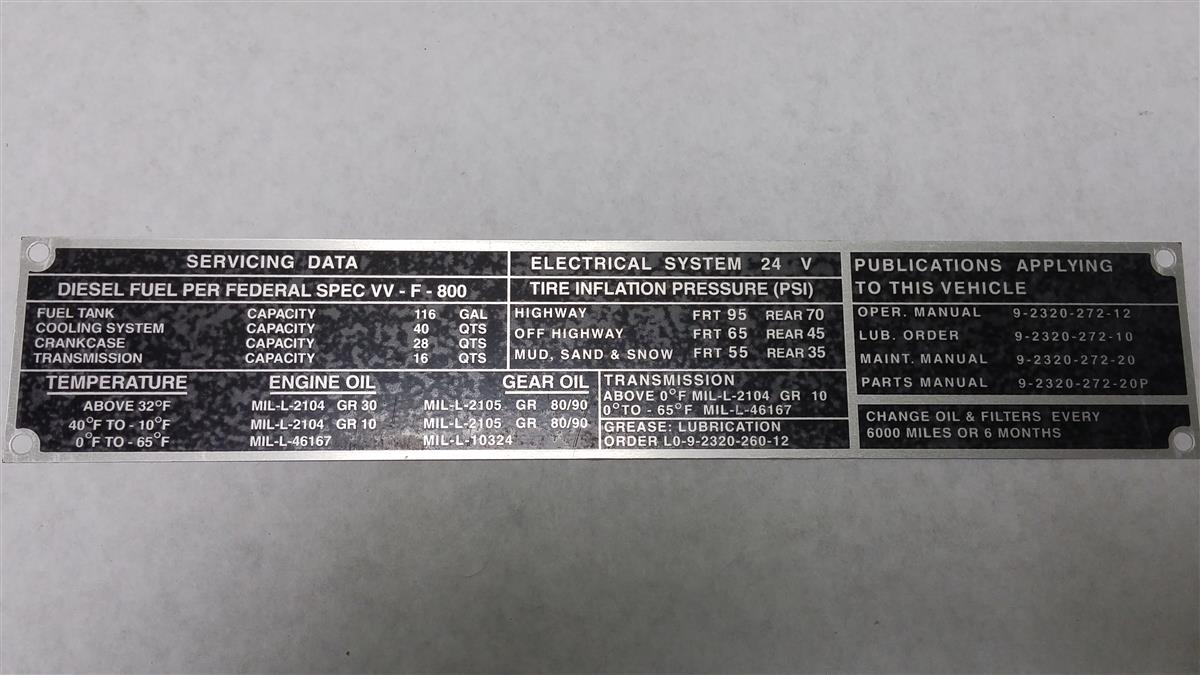 SERVICING DATA
DIESEL FUEL PER FEDERAL SPEC VV - F - 800
FUEL TANK CAPACITY 116 GAL
COOLING SYSTEM CAPACITY 40 QTS
CRANKCASE CAPACITY 28 QTS
TRANSMISSION CAPACITY 16 QTS
ELECTRICAL SYSTEM 24 V
TIRE INFLATION PRESSURE (PSI)
HIGHWAY FRT 95 REAR 70
OFF HIGHWAY FRT 65 REAR 45
MUD, SAND & SNOW FRT 55 REAR 35
TEMPERATURE ENGINE OIL GEAR OIL
ABOVE 32°F MIL-L-2104 GR 30 MIL-L-2105 GR 80/90
40°F TO - 10°F MIL-L-2104 GR 10 MIL-L-2105 GR 80/90
0°F TO - 65°F MIL-L-46167 MIL-L-10324
TRANSMISSION
ABOVE 0°F MIL-L-2104 GR 10
0°TO - 65°F MIL-L-46167
GREASE: LUBRICATION
ORDER L0-9-2320-260-12
PUBLICATIONS APPLYING
TO THIS VEHICLE
OPER. MANUAL 9-2320-272-12
LUB. ORDER 9-2320-272-10
MAINT. MANUAL 9-2320-272-20
PARTS MANUAL 9-2320-272-20P
CHANGE OIL & FILTERS EVERY
6000 MILES OR 6 MONTHS